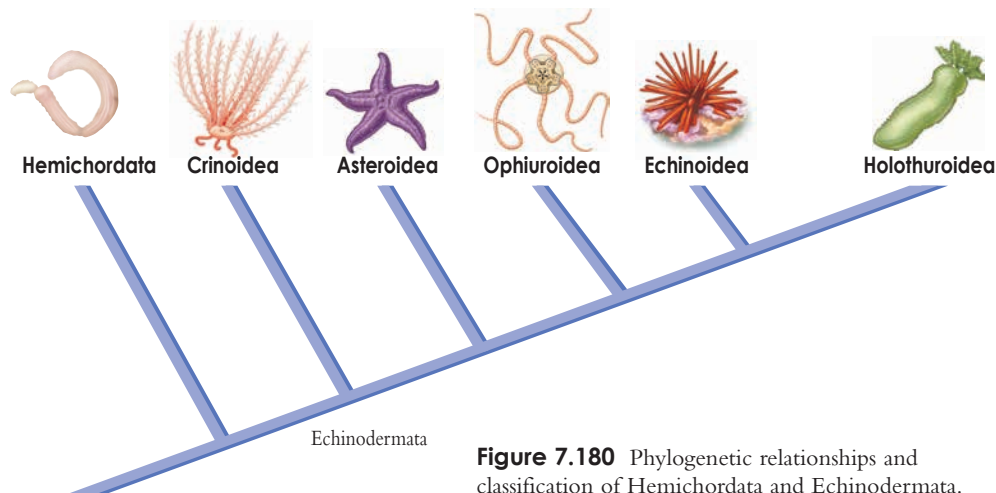 Hemichordata Crinoidea Asteroidea Ophiuroidea Echinoidea Holothuroidea
Echinodermata
Figure 7.180 Phylogenetic relationships and
classification of Hemichordata and Echinodermata.